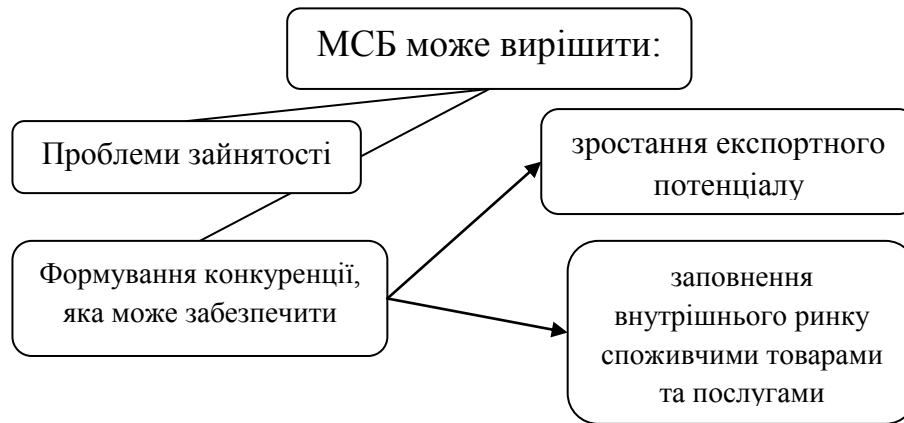 МСБ може вирішити:
Проблеми зайнятості
Формування конкуренції,
яка може забезпечити
зростання експортного
потенціалу
заповнення
внутрішнього ринку
споживчими товарами
та послугами